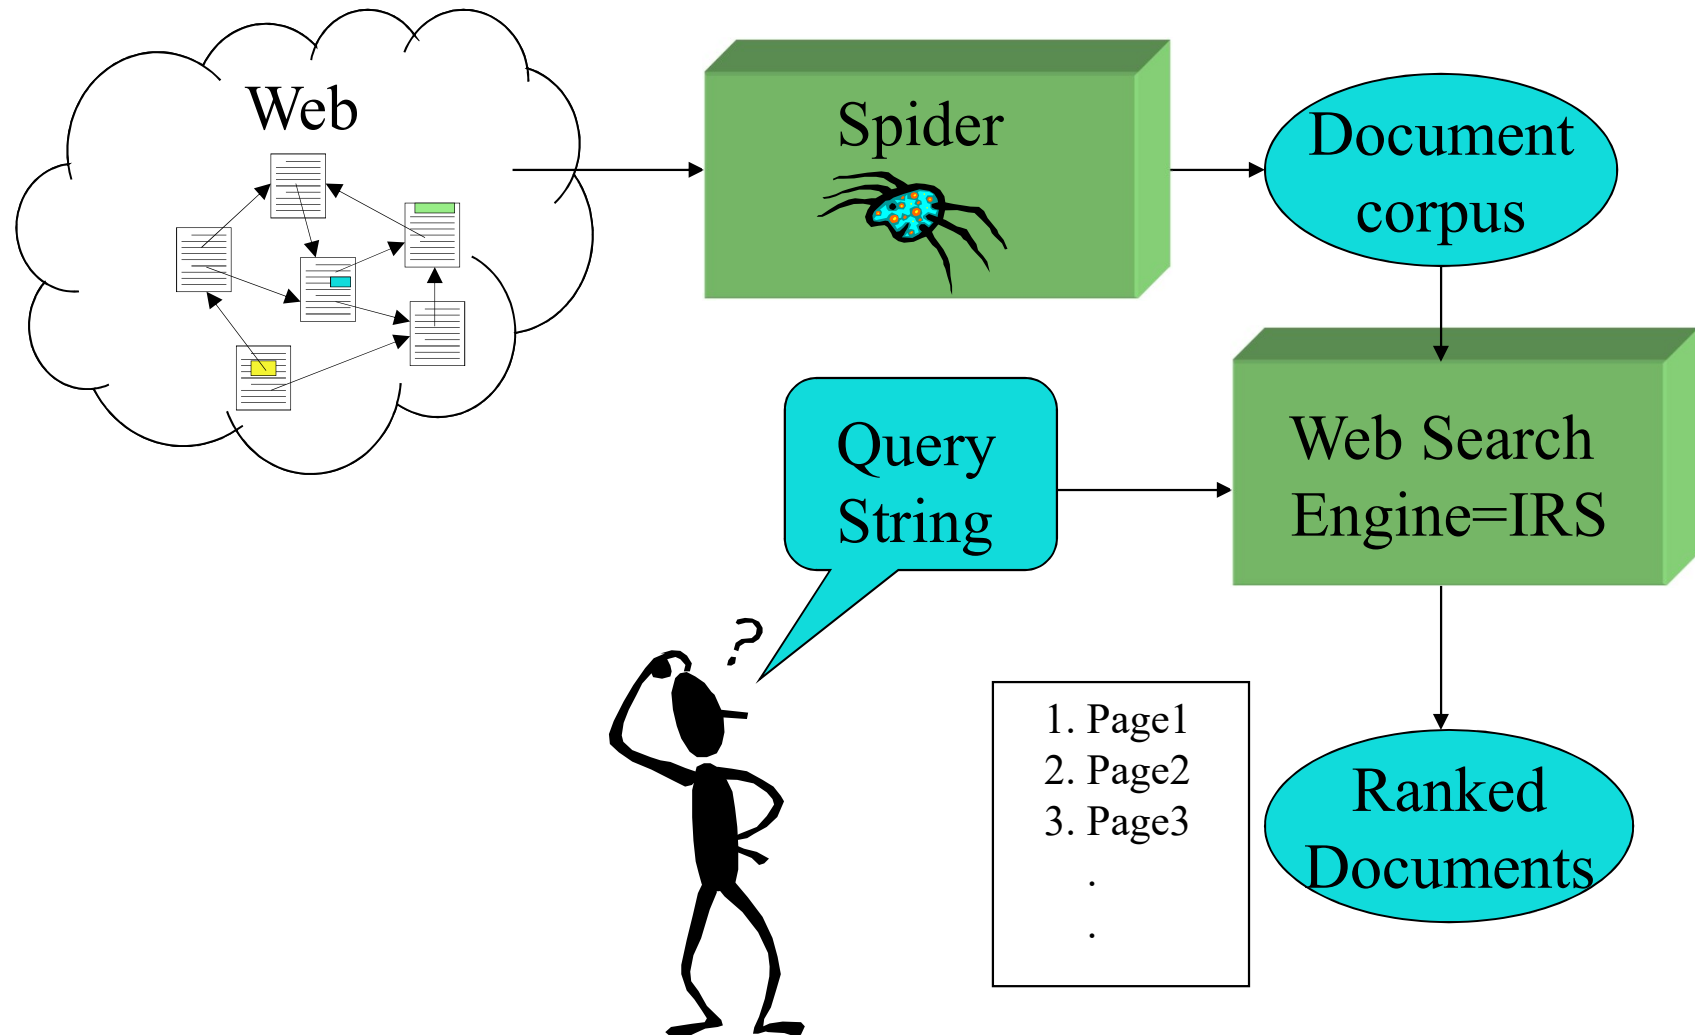 Web
Spider
Document
corpus
Query
String
Web Search
Engine=IRS
?
1. Page1
2. Page2
3. Page3
.
.
Ranked
Documents